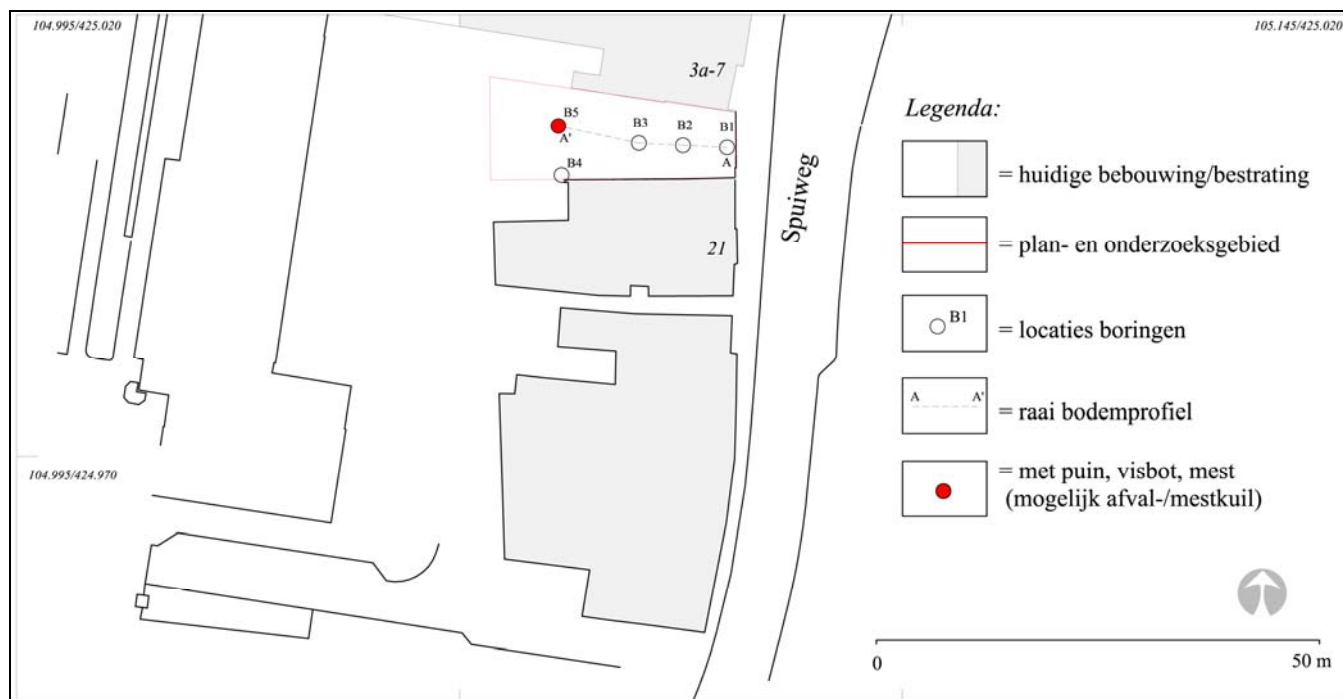 104.995/425.020
105.145/425.020
3a-7
B5
A'
B3
B2
B1
A
B4
Spuiweg
21
104.995/424.970
Legenda:
= huidige bebouwing/bestrating
= plan- en onderzoeksgebied
B1
= locaties boringen
A A'
= raai bodemprofiel
= met puin, visbot, mest
(mogelijk afval-/mestkuil)
0 50 m